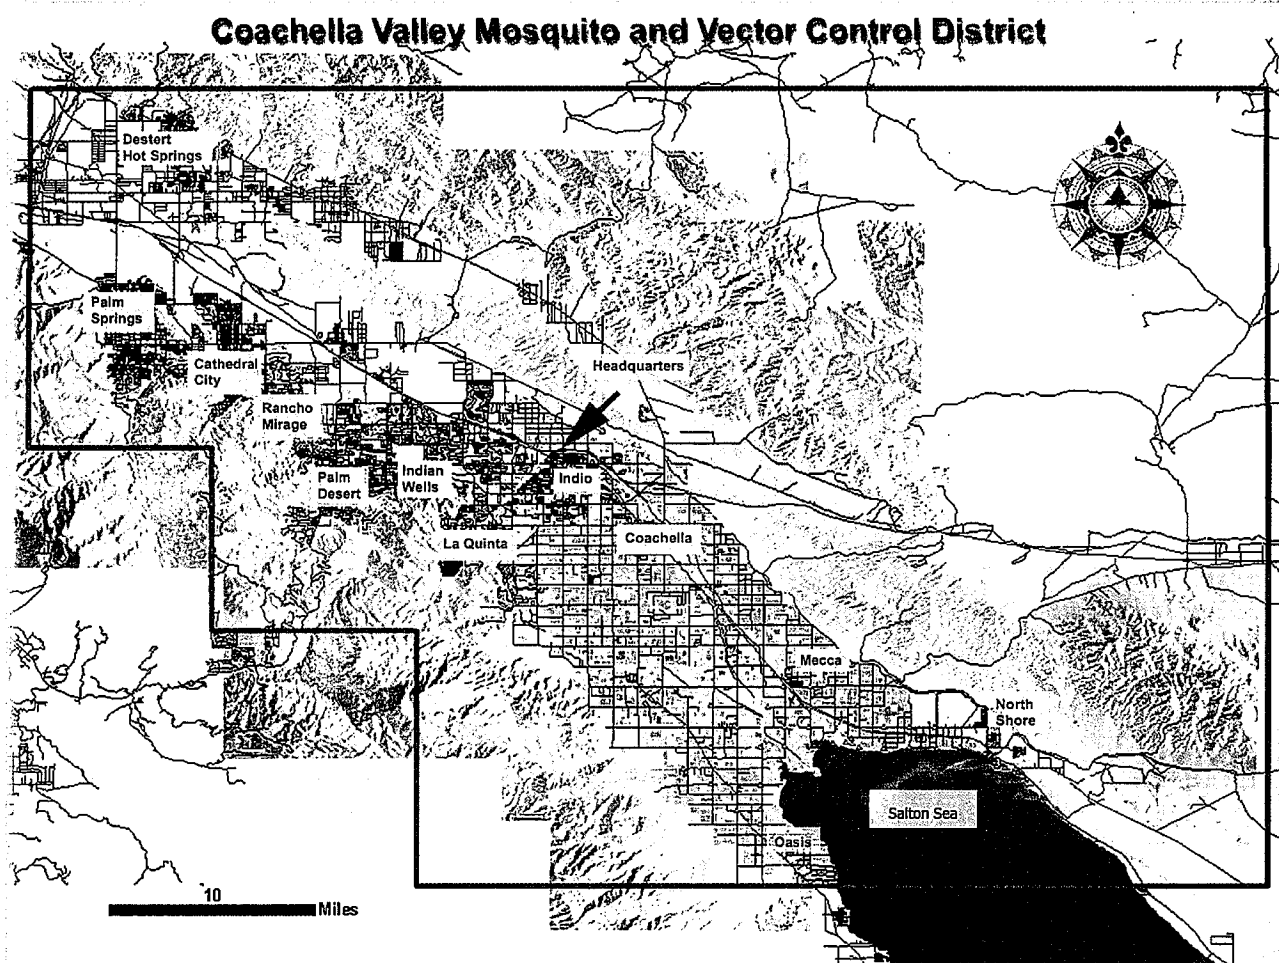 Coachella Valley Mosquito and Vector Control District
Destert
Hot Springs
Palm
Springs
Cathedral
City
Headquarters
Rancho
Mirage
Indian
Wells
Palm
Desert
Indio
La Quinta
Coachella
Mecca
North
Shore
Salton Sea
Oasis
10
Miles